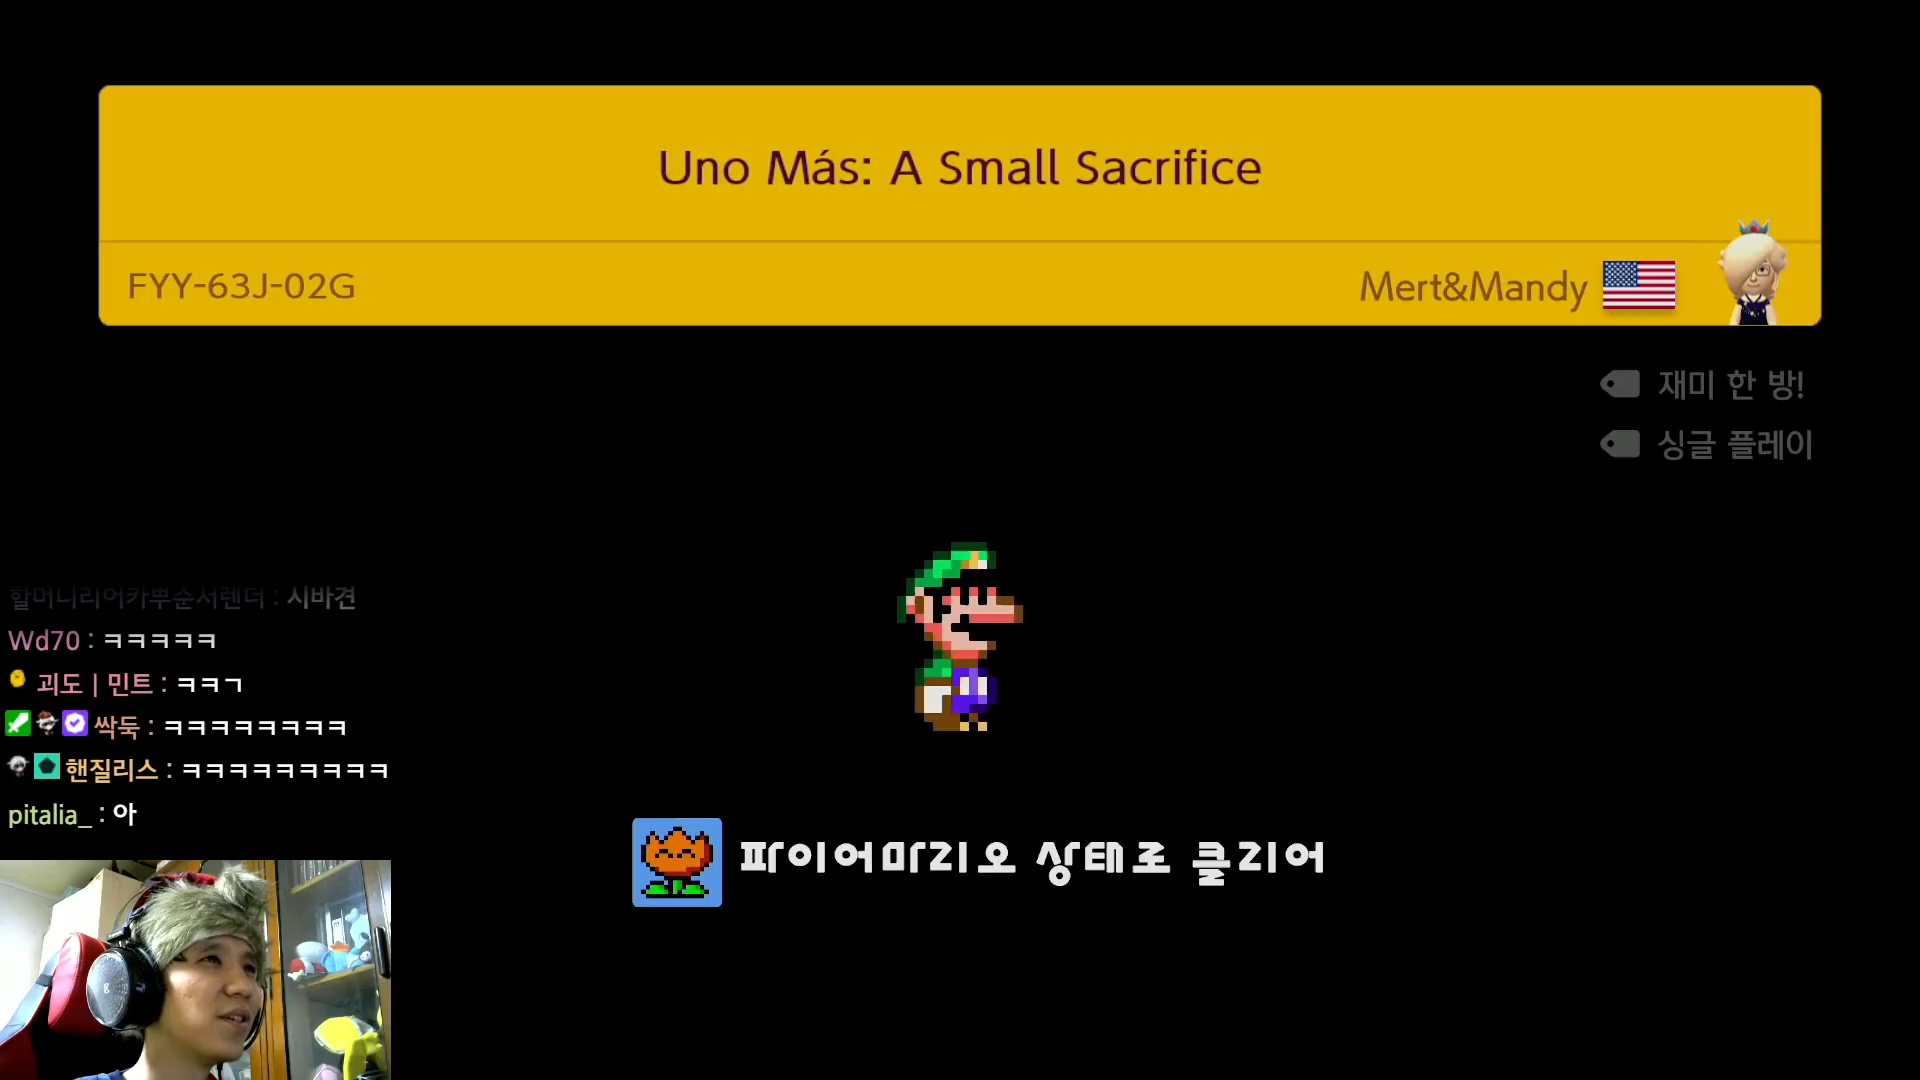 Uno Más: A Small Sacrifice
FYY-63J-02G
Mert&Mandy
재미 한 방!
싱글 플레이
할머니리어카뿌순서렌더 : 시바견
Wd70 : ㅋㅋㅋㅋㅋ
괴도 | 민트 : ㅋㅋㄱ
싹둑 : ㅋㅋㅋㅋㅋㅋㅋㅋ
핸질리스 : ㅋㅋㅋㅋㅋㅋㅋㅋㅋ
pitalia_ : 아
파이어마리오 상태로 클리어